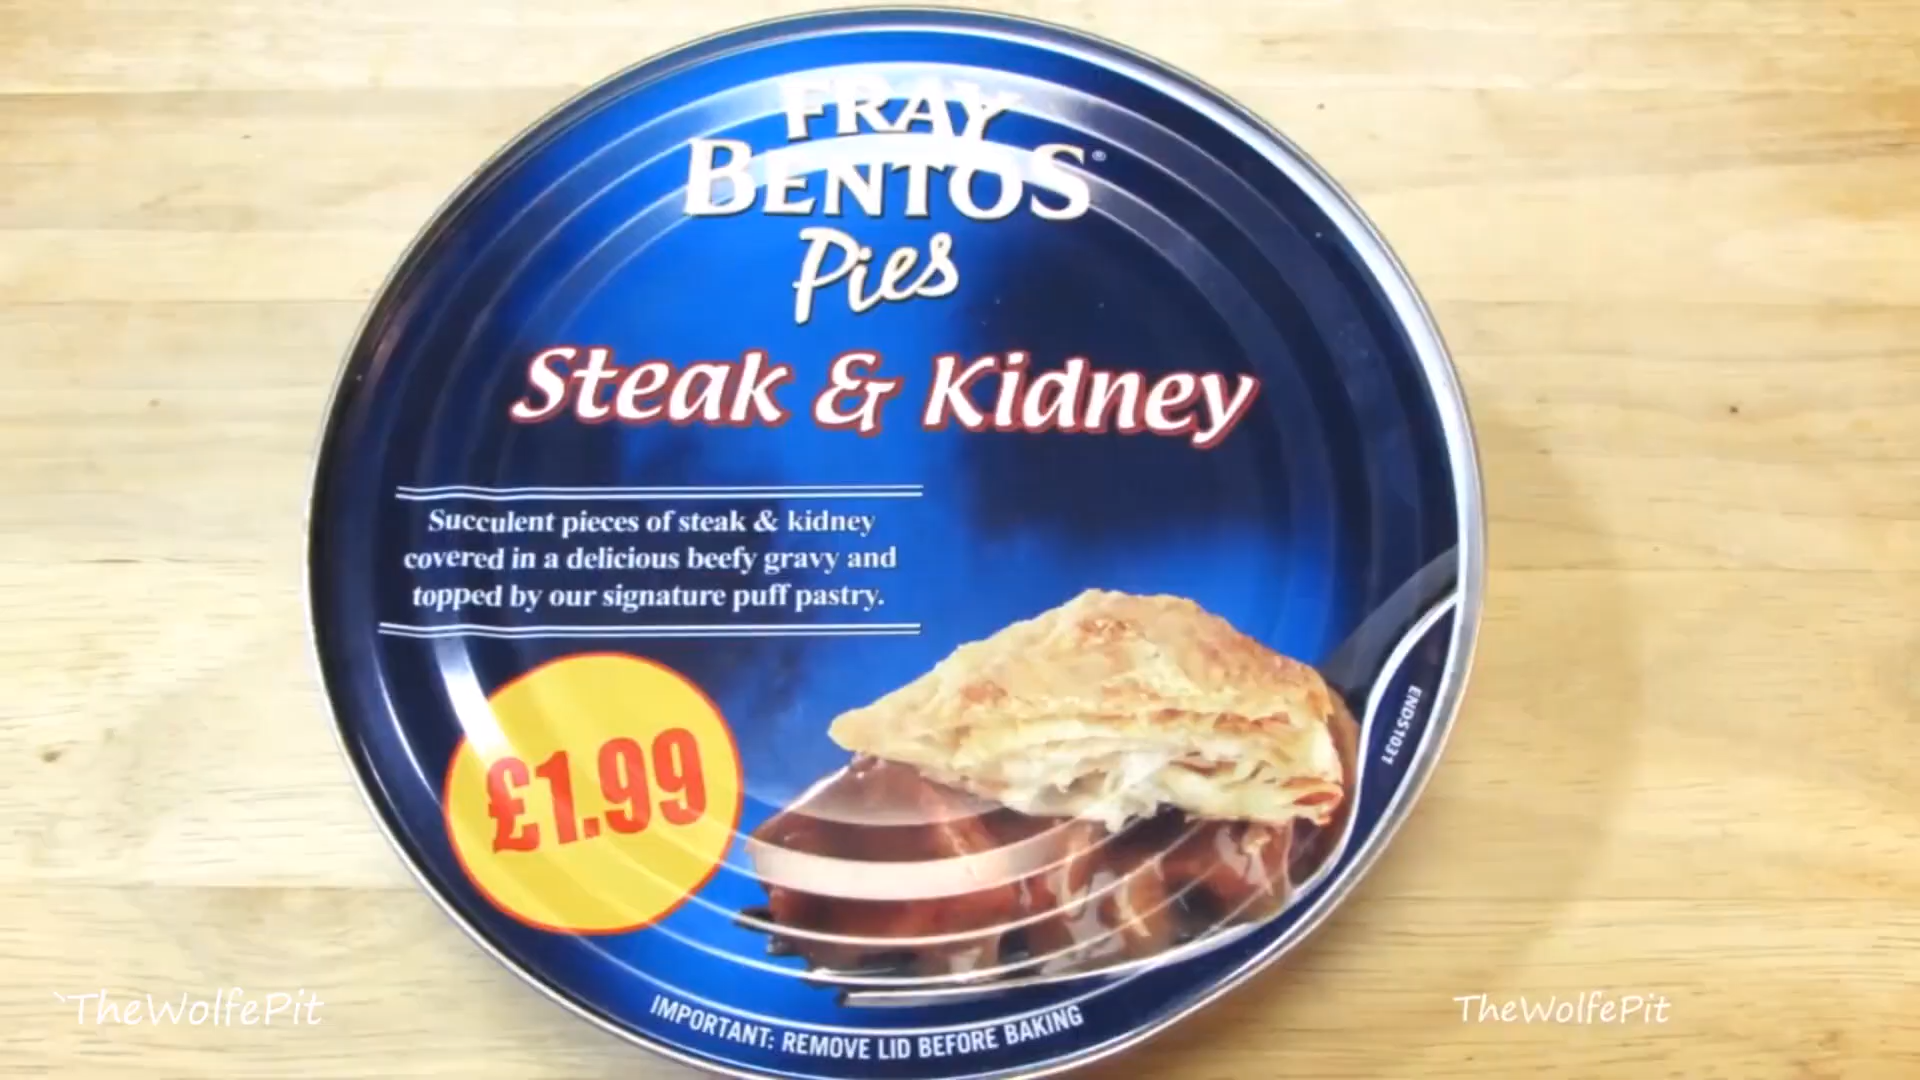 FRAY
BENTOS®
Pies
Steak & Kidney
Succulent pieces of steak & kidney
covered in a delicious beefy gravy and
topped by our signature puff pastry.
£1.99
ENDS1031
IMPORTANT: REMOVE LID BEFORE BAKING
`TheWolfePit
TheWolfePit